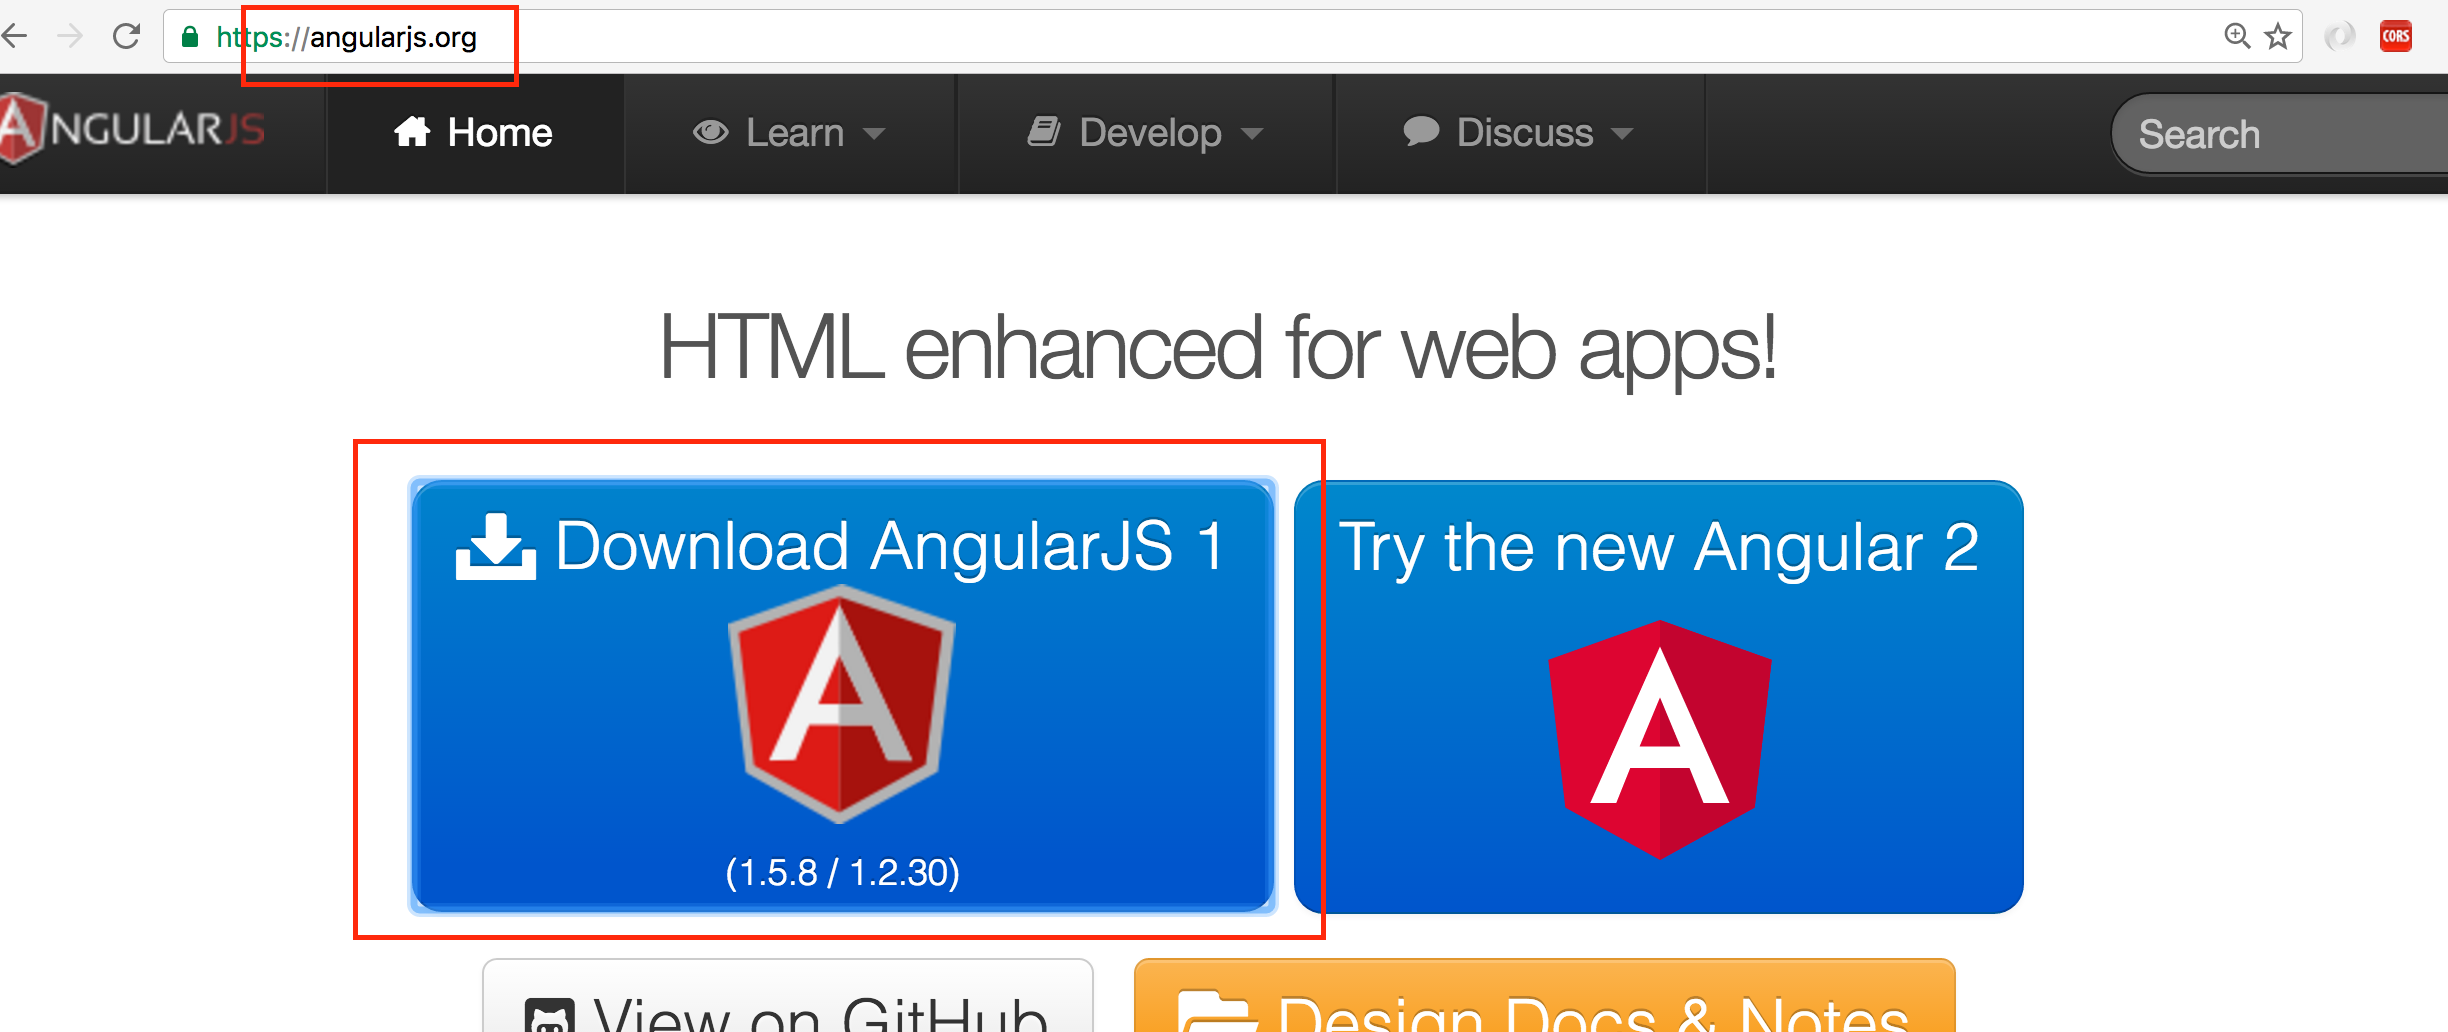 https://angularjs.org
CORS
ANGULARJS
Home
Learn
Develop
Discuss
Search
HTML enhanced for web apps!
Download AngularJS 1
(1.5.8 / 1.2.30)
Try the new Angular 2
View on GitHub
Design Docs & Notes